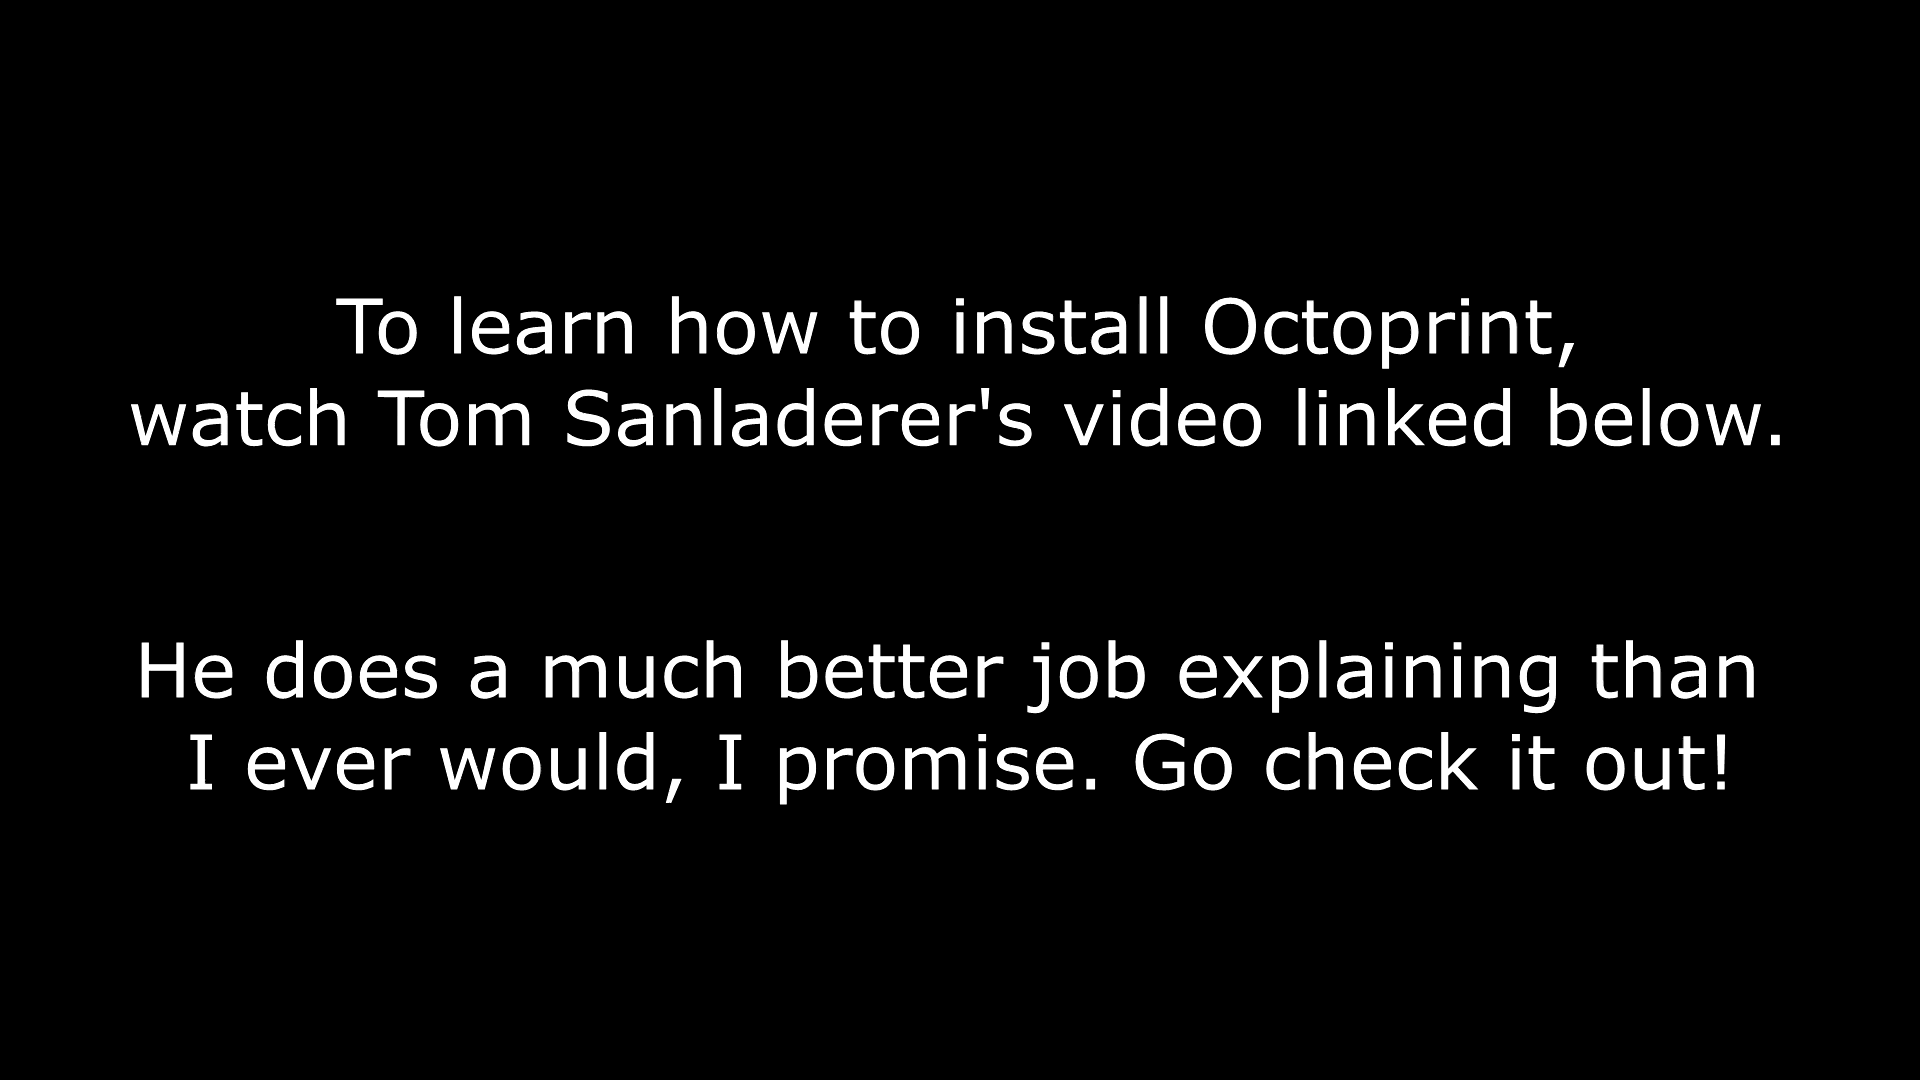 To learn how to install Octoprint,
watch Tom Sanladerer's video linked below.
He does a much better job explaining than
I ever would, I promise. Go check it out!